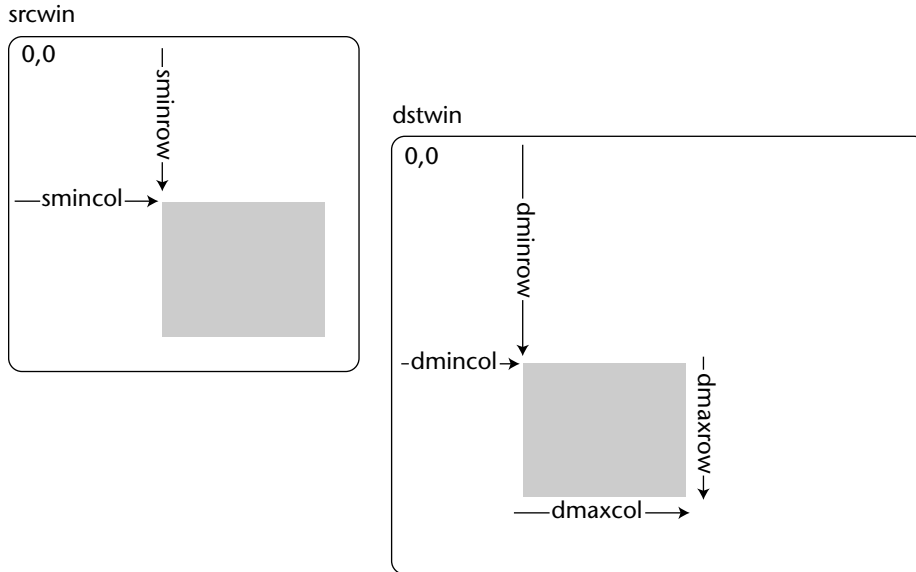 srcwin
0,0
sminrow
smincol
dstwin
0,0
dminrow
dmincol
dmaxrow
dmaxcol